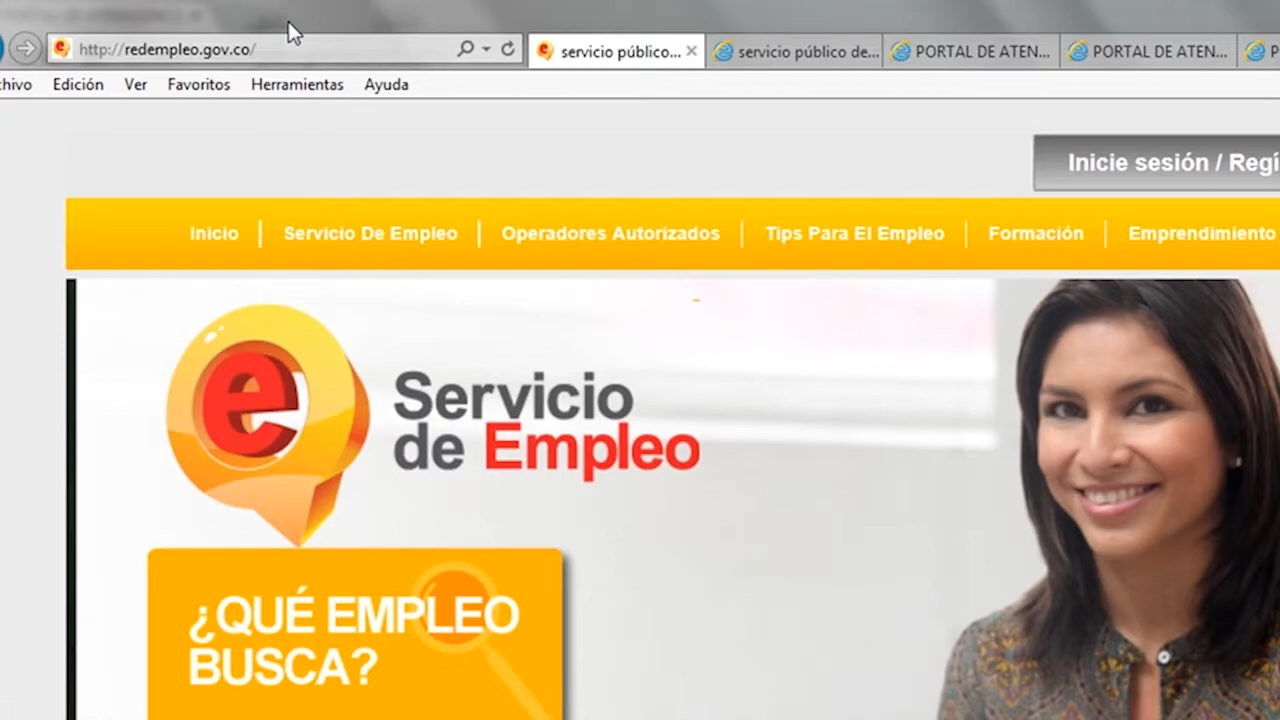 http://redempleo.gov.co/
servicio público...
servicio público de...
PORTAL DE ATEN...
PORTAL DE ATEN...
Edición Ver Favoritos Herramientas Ayuda
Inicie sesión / Regí
Inicio Servicio De Empleo Operadores Autorizados Tips Para El Empleo Formación Emprendimiento
e
Servicio
de Empleo
¿QUÉ EMPLEO
BUSCA?